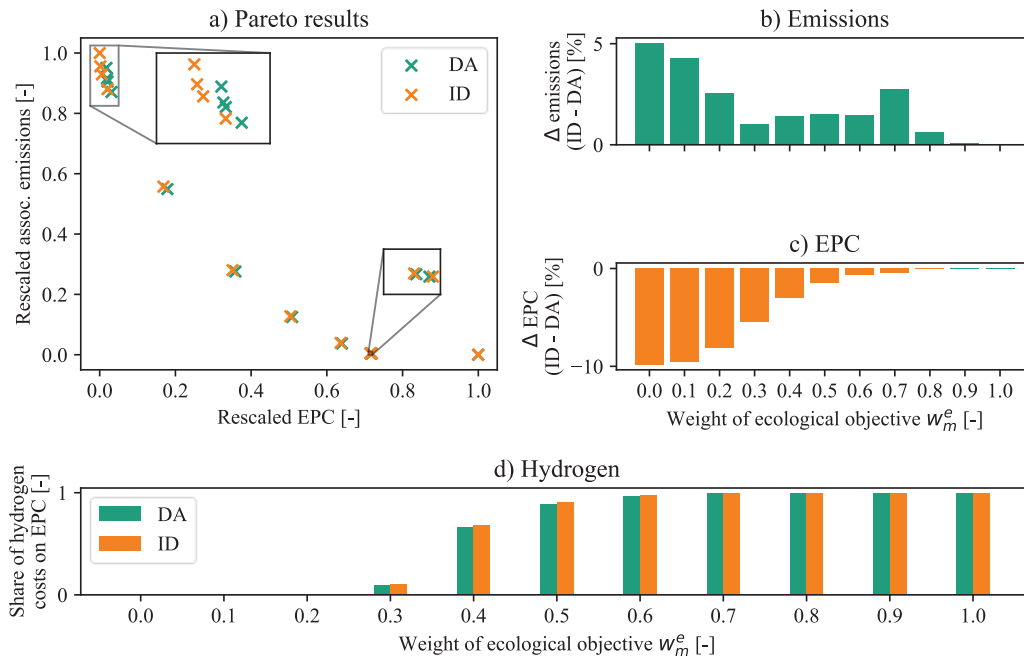 a) Pareto results
Rescaled assoc. emissions [-]
1.0
0.8
0.6
0.4
0.2
0.0
DA
ID
0.0 0.2 0.4 0.6 0.8 1.0
Rescaled EPC [-]
b) Emissions
Δ emissions
(ID - DA) [%]
5
0
c) EPC
Δ EPC
(ID - DA) [%]
0
−10
0.0 0.1 0.2 0.3 0.4 0.5 0.6 0.7 0.8 0.9 1.0
Weight of ecological objective wₘᵉ [-]
d) Hydrogen
Share of hydrogen
costs on EPC [-]
1
0
DA
ID
0.0 0.1 0.2 0.3 0.4 0.5 0.6 0.7 0.8 0.9 1.0
Weight of ecological objective wₘᵉ [-]